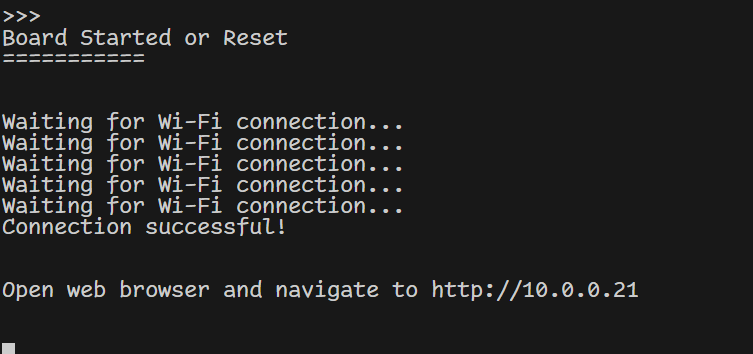 >>>
Board Started or Reset
===========
Waiting for Wi-Fi connection...
Waiting for Wi-Fi connection...
Waiting for Wi-Fi connection...
Waiting for Wi-Fi connection...
Waiting for Wi-Fi connection...
Connection successful!
Open web browser and navigate to http://10.0.0.21